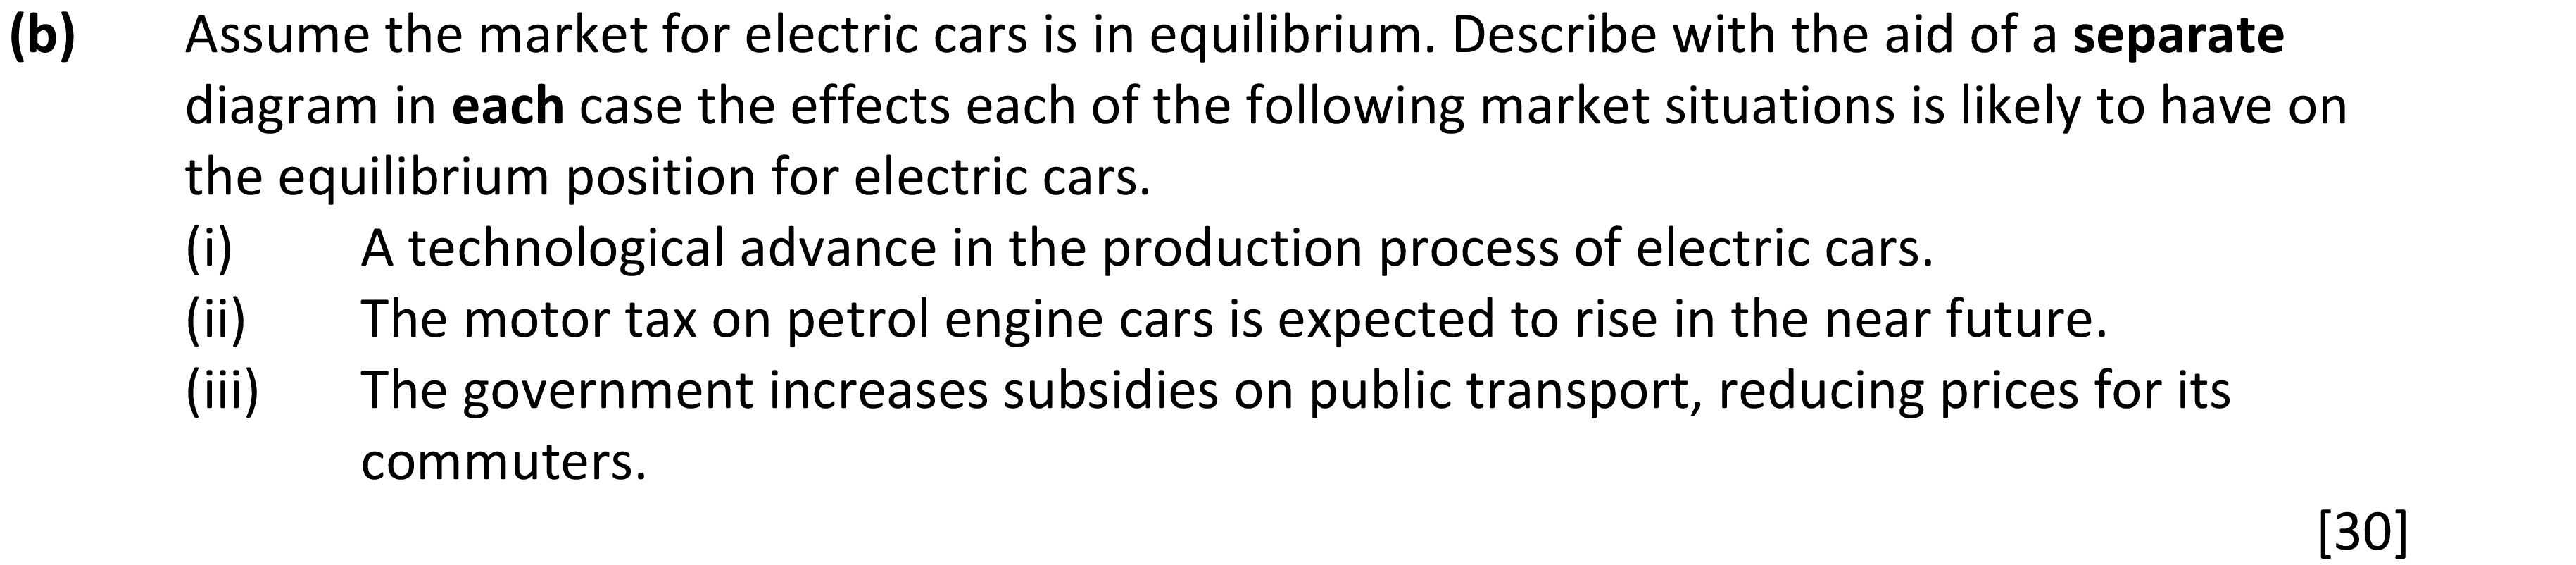 (b) Assume the market for electric cars is in equilibrium. Describe with the aid of a separate
diagram in each case the effects each of the following market situations is likely to have on
the equilibrium position for electric cars.
(i) A technological advance in the production process of electric cars.
(ii) The motor tax on petrol engine cars is expected to rise in the near future.
(iii) The government increases subsidies on public transport, reducing prices for its
commuters.
[30]